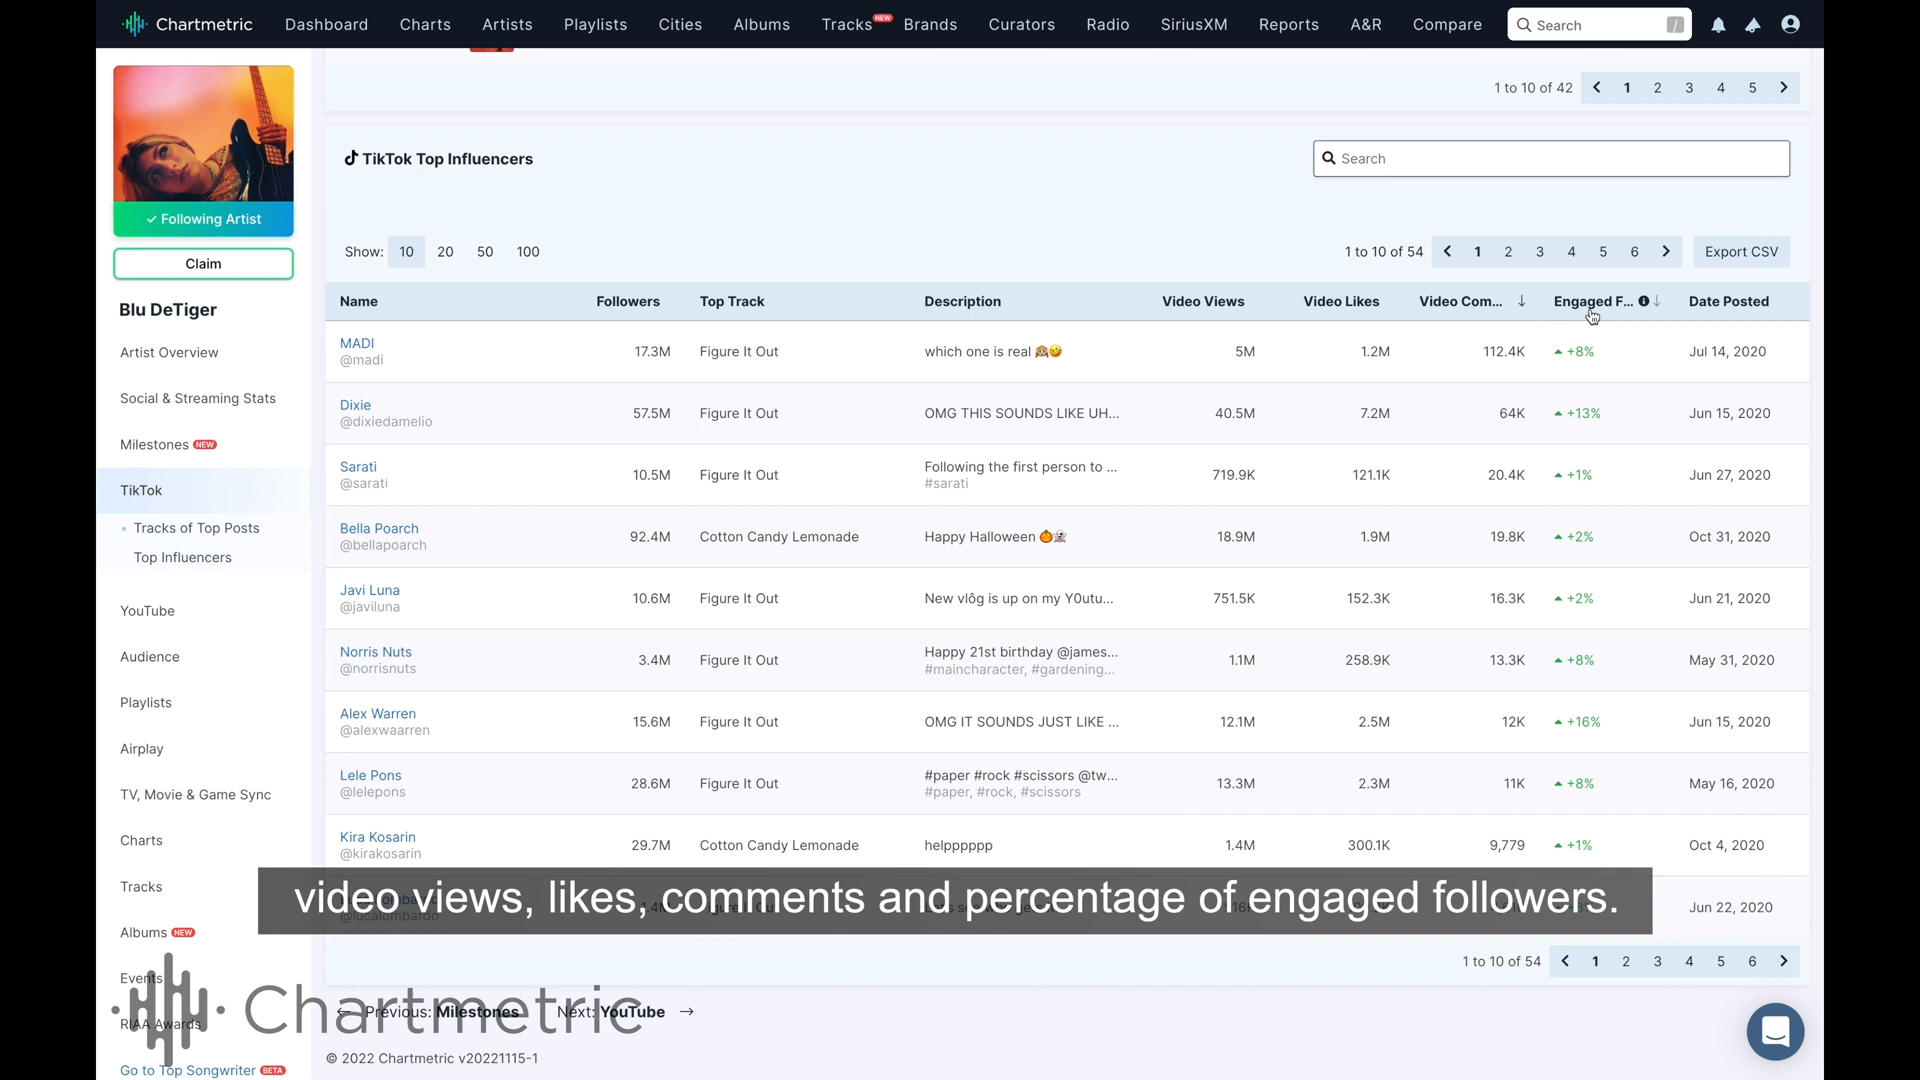 Chartmetric Dashboard Charts Artists Playlists Cities Albums Tracks NEW Brands Curators Radio SiriusXM Reports A&R Compare Search /
1 to 10 of 42 1 2 3 4 5
TikTok Top Influencers
Search
✓ Following Artist
Claim
Show: 10 20 50 100
1 to 10 of 54 1 2 3 4 5 6 Export CSV
Name Followers Top Track Description Video Views Video Likes Video Com... ↓ Engaged F... ↓ Date Posted
MADI 17.3M Figure It Out which one is real 🙈🤣 5M 1.2M 112.4K +8% Jul 14, 2020
@madi
Dixie 57.5M Figure It Out OMG THIS SOUNDS LIKE UH... 40.5M 7.2M 64K +13% Jun 15, 2020
@dixiedamelio
Sarati 10.5M Figure It Out Following the first person to ... 719.9K 121.1K 20.4K +1% Jun 27, 2020
@sarati #sarati
Bella Poarch 92.4M Cotton Candy Lemonade Happy Halloween 🎃👻 18.9M 1.9M 19.8K +2% Oct 31, 2020
@bellapoarch
Javi Luna 10.6M Figure It Out New vlôg is up on my Y0utu... 751.5K 152.3K 16.3K +2% Jun 21, 2020
@javiluna
Norris Nuts 3.4M Figure It Out Happy 21st birthday @james... 1.1M 258.9K 13.3K +8% May 31, 2020
@norrisnuts #maincharacter, #gardening...
Alex Warren 15.6M Figure It Out OMG IT SOUNDS JUST LIKE ... 12.1M 2.5M 12K +16% Jun 15, 2020
@alexwaarren
Lele Pons 28.6M Figure It Out #paper #rock #scissors @tw... 13.3M 2.3M 11K +8% May 16, 2020
@lelepons #paper, #rock, #scissors
Kira Kosarin 29.7M Cotton Candy Lemonade helpppppp 1.4M 300.1K 9,779 +1% Oct 4, 2020
@kirakosarin
@lucalombardo Jun 22, 2020
1 to 10 of 54 1 2 3 4 5 6
Blu DeTiger
Artist Overview
Social & Streaming Stats
Milestones NEW
TikTok
Tracks of Top Posts
Top Influencers
YouTube
Audience
Playlists
Airplay
TV, Movie & Game Sync
Charts
Tracks
Albums NEW
Events
RIAA Awards
Go to Top Songwriter BETA
video views, likes, comments and percentage of engaged followers.
Chartmetric
← Previous: Milestones Next: YouTube →
© 2022 Chartmetric v20221115-1